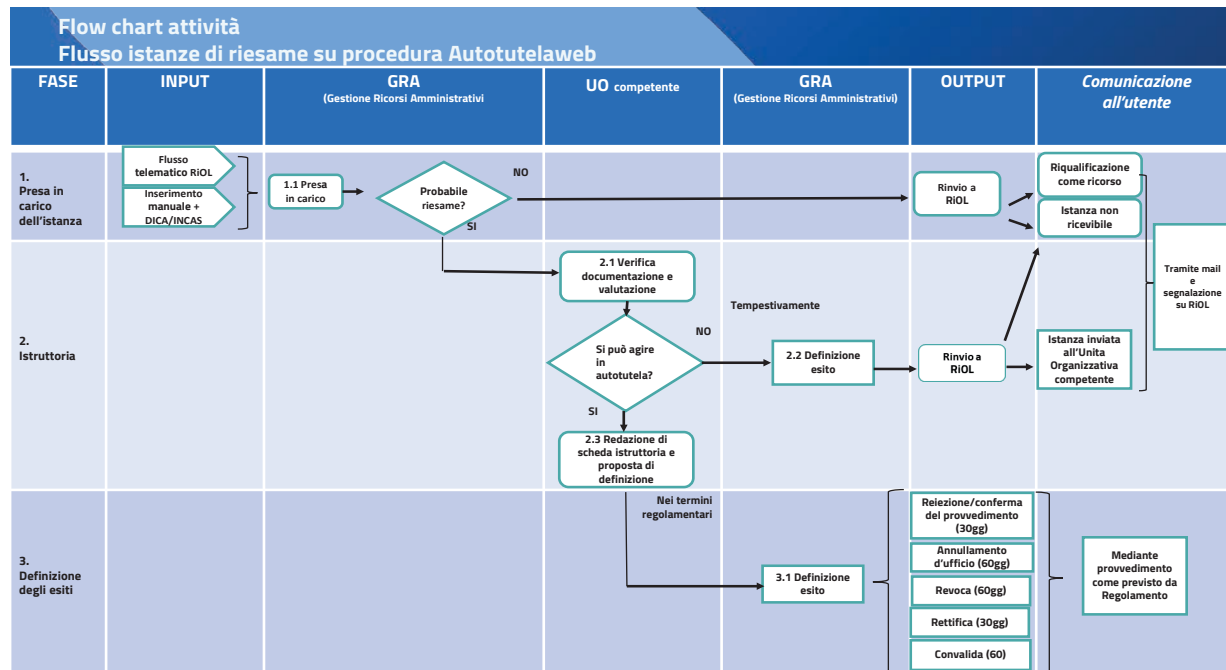 Flow chart attività
Flusso istanze di riesame su procedura Autotutelaweb
FASE
INPUT
GRA
(Gestione Ricorsi Amministrativi
UO competente
GRA
(Gestione Ricorsi Amministrativi)
OUTPUT
Comunicazione
all'utente
1.
Presa in
carico
dell'istanza
Flusso
telematico RiOL
Inserimento
manuale +
DICA/INCAS
1.1 Presa
in carico
Probabile
riesame?
NO
SI
Rinvio a
RiOL
Riqualificazione
come ricorso
Istanza non
ricevibile
Tramite mail
e
segnalazione
su RiOL
2.
Istruttoria
2.1 Verifica
documentazione e
valutazione
Si può agire
in
autotutela?
NO
SI
Tempestivamente
2.2 Definizione
esito
Rinvio a
RiOL
Istanza inviata
all'Unita
Organizzativa
competente
2.3 Redazione di
scheda istruttoria e
proposta di
definizione
3.
Definizione
degli esiti
Nei termini
regolamentari
3.1 Definizione
esito
Reiezione/conferma
del provvedimento
(30gg)
Annullamento
d'ufficio (60gg)
Revoca (60gg)
Rettifica (30gg)
Convalida (60)
Mediante
provvedimento
come previsto da
Regolamento